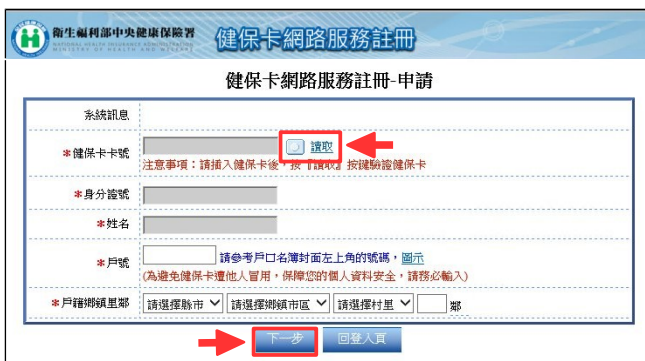 衛生福利部中央健康保險署 健保卡網路服務註冊
NATIONAL HEALTH INSURANCE ADMINISTRATION
MINISTRY OF HEALTH AND WELFARE
健保卡網路服務註冊-申請
系統訊息
*健保卡卡號 讀取
注意事項：請插入健保卡後，按『讀取』按鍵驗證健保卡
*身分證號
*姓名
*戶號 請參考戶口名簿封面左上角的號碼，圖示
(為避免健保卡遭他人冒用，保障您的個人資料安全，請務必輸入)
*戶籍鄉鎮里鄰 請選擇縣市 請選擇鄉鎮市區 請選擇村里 鄰
下一步 回登入頁